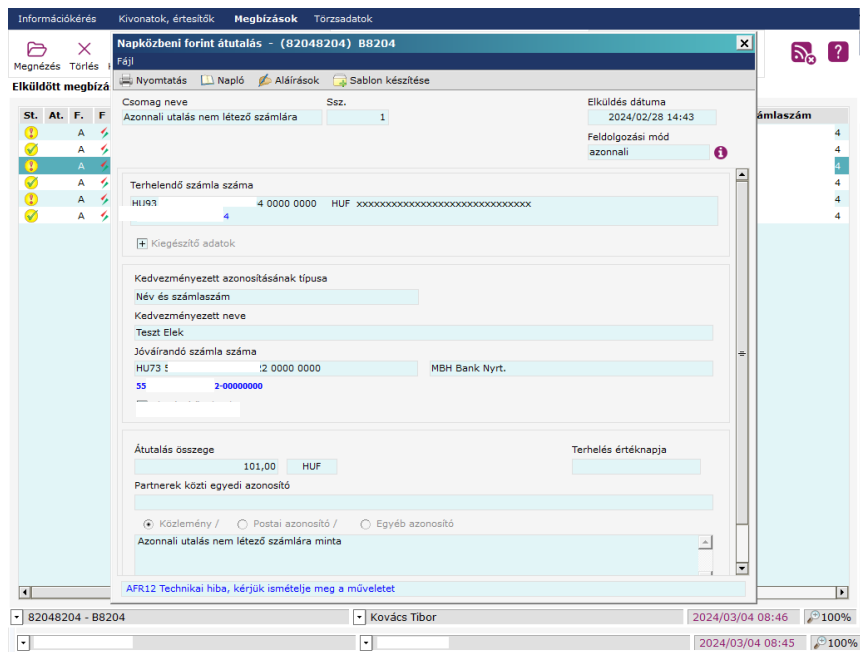 Információkérés Kivonatok, értesítők Megbízások Törzsadatok
Megnézés Törlés
Elküldött megbízá
St. At. F. F ámlaszám
A 4
A 4
A 4
A 4
A 4
A 4
Napközbeni forint átutalás - (82048204) B8204
Fájl
Nyomtatás Napló Aláírások Sablon készítése
Csomag neve Ssz. Elküldés dátuma
Azonnali utalás nem létező számlára 1 2024/02/28 14:43
Feldolgozási mód
azonnali
Terhelendő számla száma
HU93 4 0000 0000 HUF xxxxxxxxxxxxxxxxxxxxxxxxxxxxxx
4
Kiegészítő adatok
Kedvezményezett azonosításának típusa
Név és számlaszám
Kedvezményezett neve
Teszt Elek
Jóváírandó számla száma
HU73 22 0000 0000 MBH Bank Nyrt.
55 2-00000000
Átutalás összege Terhelés értéknapja
101,00 HUF
Partnerek közti egyedi azonosító
Közlemény / Postai azonosító / Egyéb azonosító
Azonnali utalás nem létező számlára minta
AFR12 Technikai hiba, kérjük ismételje meg a műveletet
82048204 - B8204 Kovács Tibor 2024/03/04 08:46 100%
2024/03/04 08:45 100%